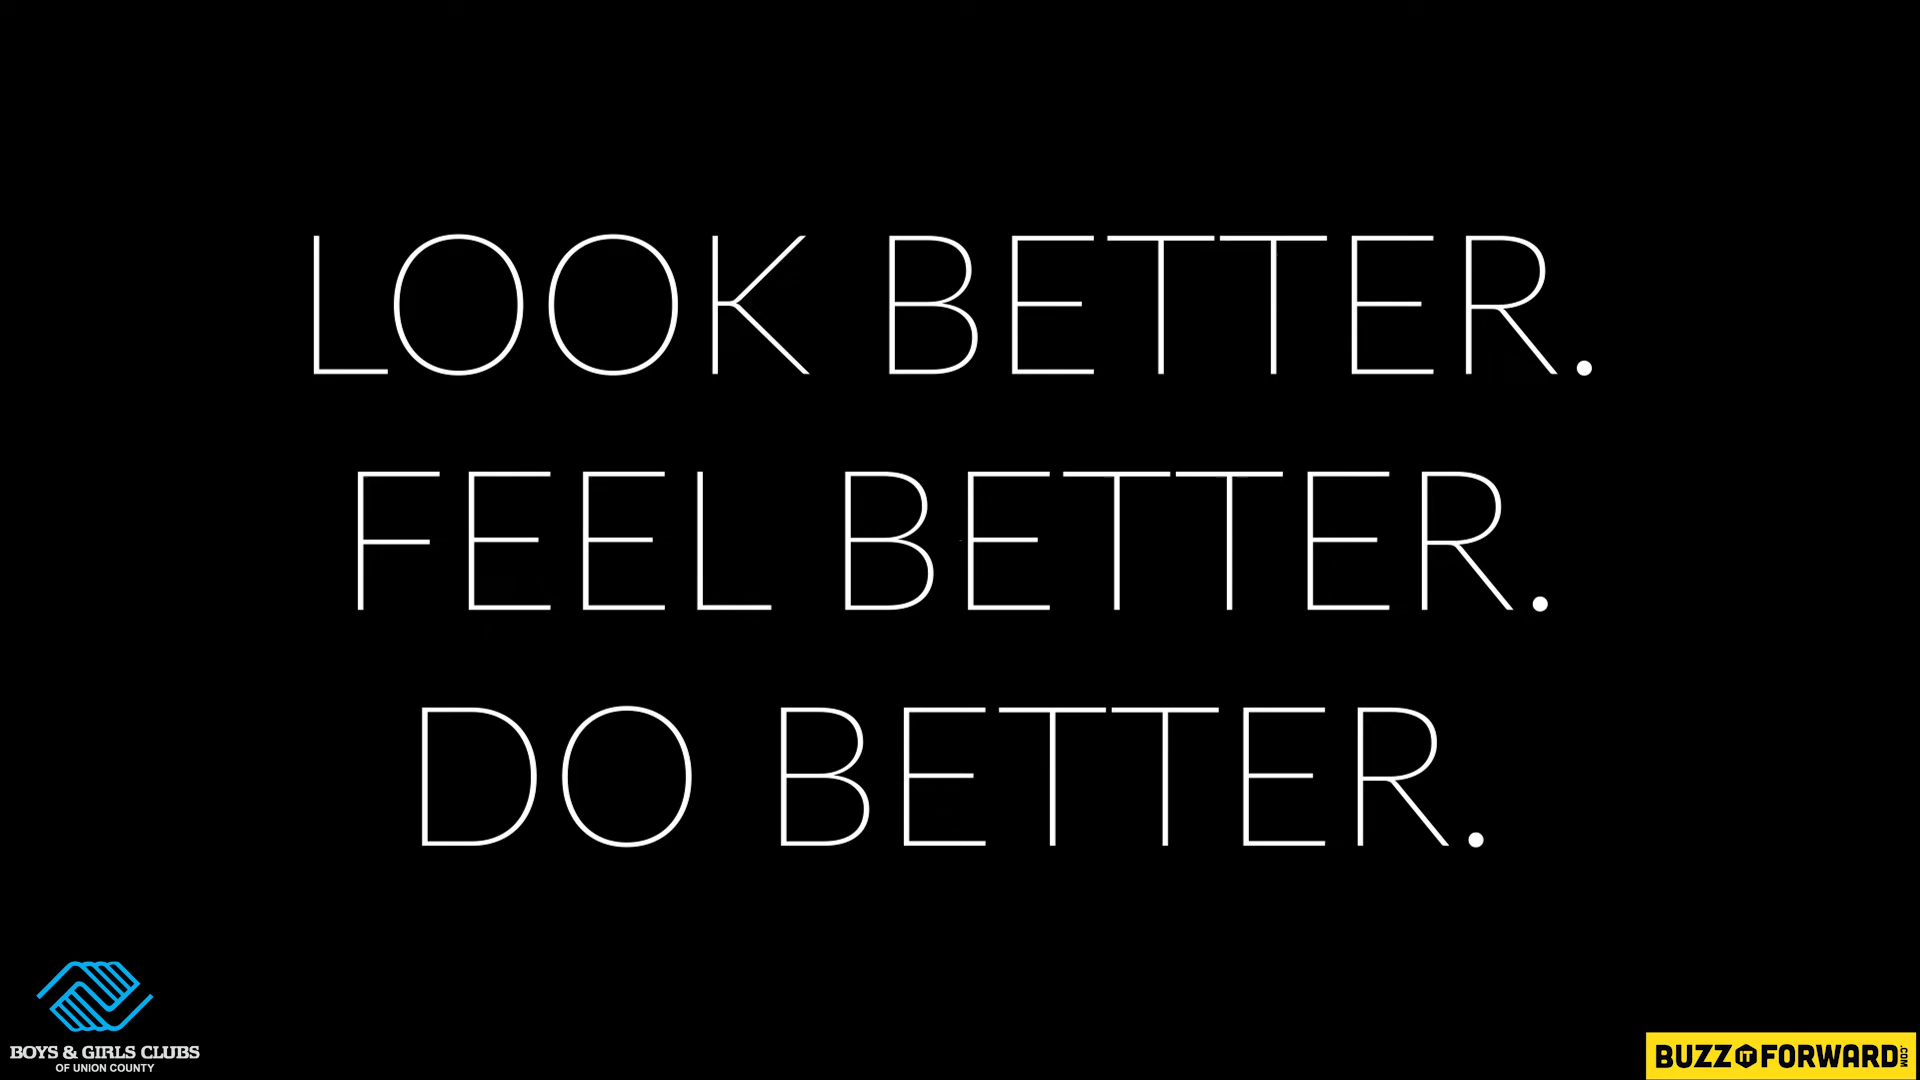 LOOK BETTER.
FEEL BETTER.
DO BETTER.
BOYS & GIRLS CLUBS
OF UNION COUNTY
BUZZ IT FORWARD .COM